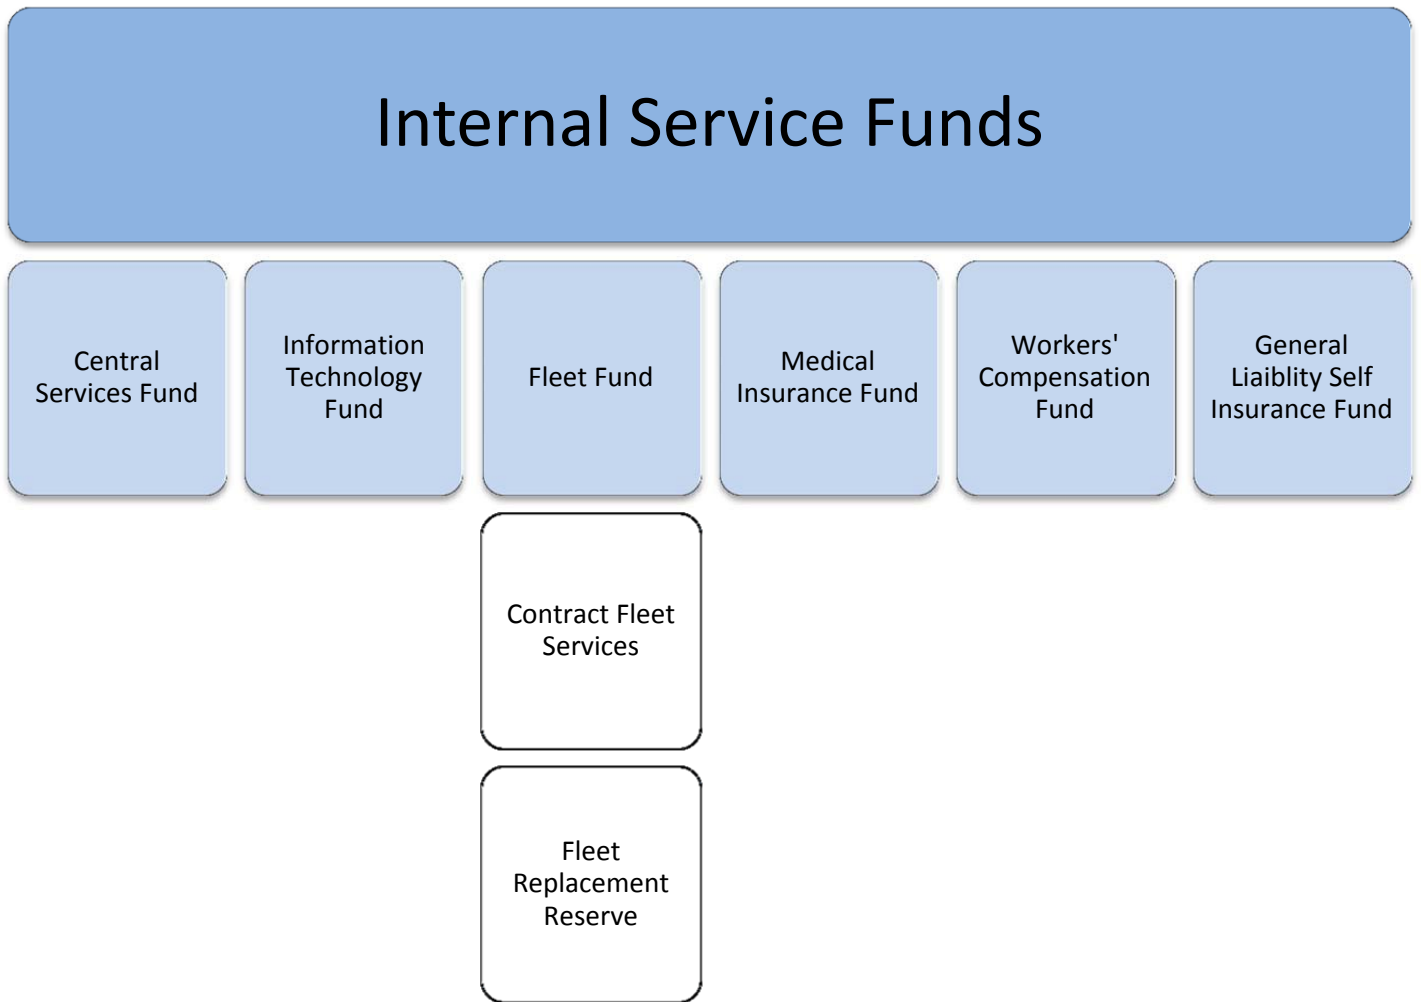 Internal Service Funds
Central
Services Fund
Information
Technology
Fund
Fleet Fund
Medical
Insurance Fund
Workers'
Compensation
Fund
General
Liaiblity Self
Insurance Fund
Contract Fleet
Services
Fleet
Replacement
Reserve